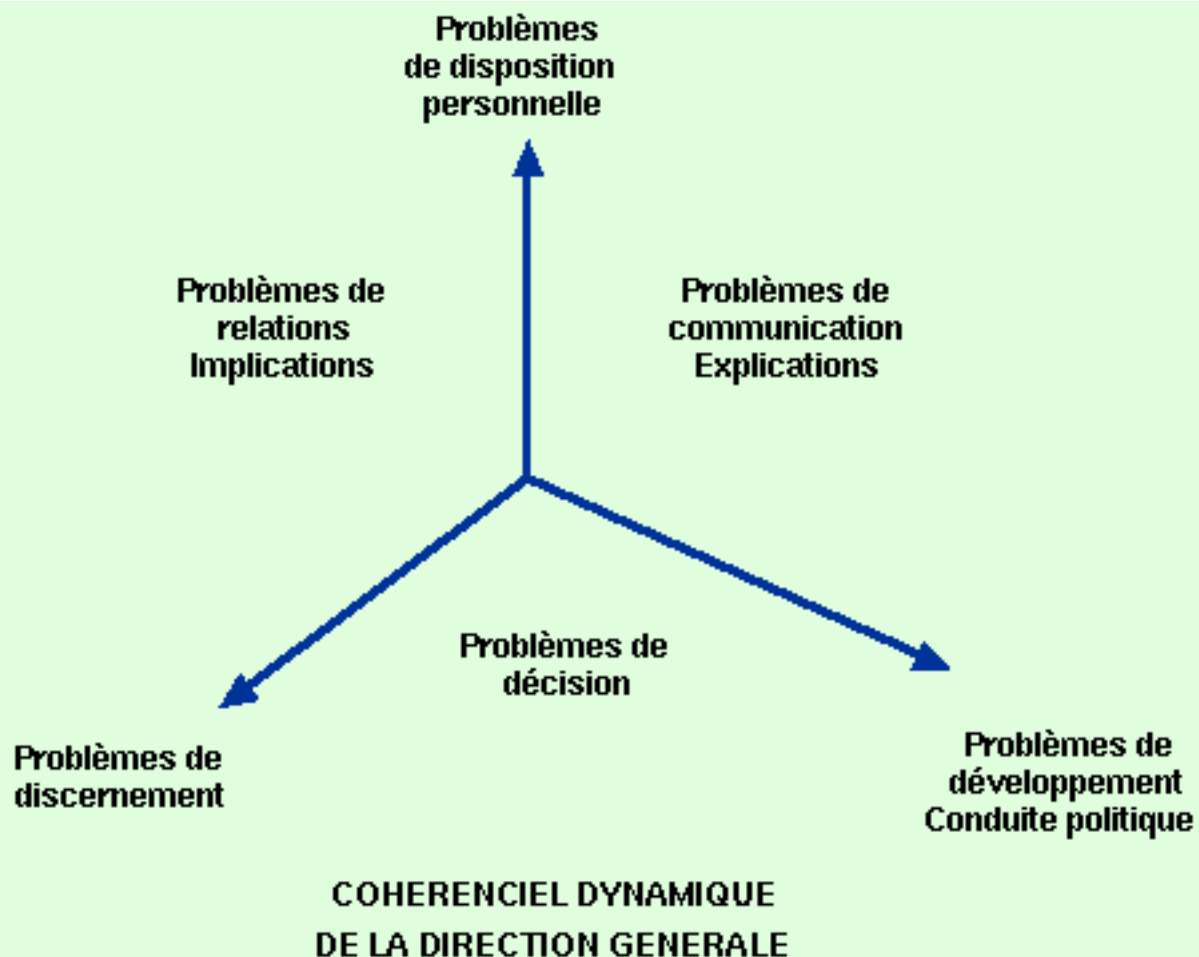 Problèmes
de disposition
personnelle
Problèmes de
relations
Implications
Problèmes de
communication
Explications
Problèmes de
décision
Problèmes de
discernement
Problèmes de
développement
Conduite politique
COHERENCIEL DYNAMIQUE
DE LA DIRECTION GENERALE